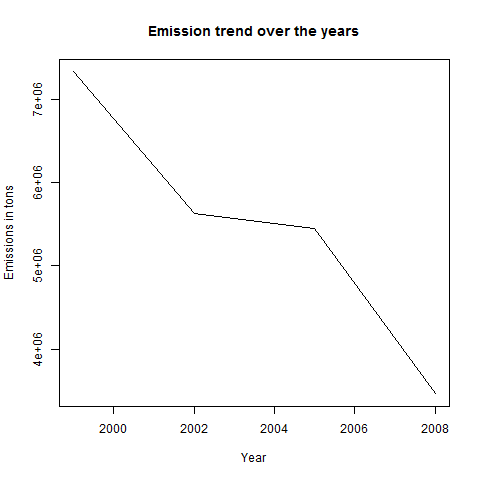 Emission trend over the years
7e+06
6e+06
5e+06
4e+06
Emissions in tons
2000 2002 2004 2006 2008
Year